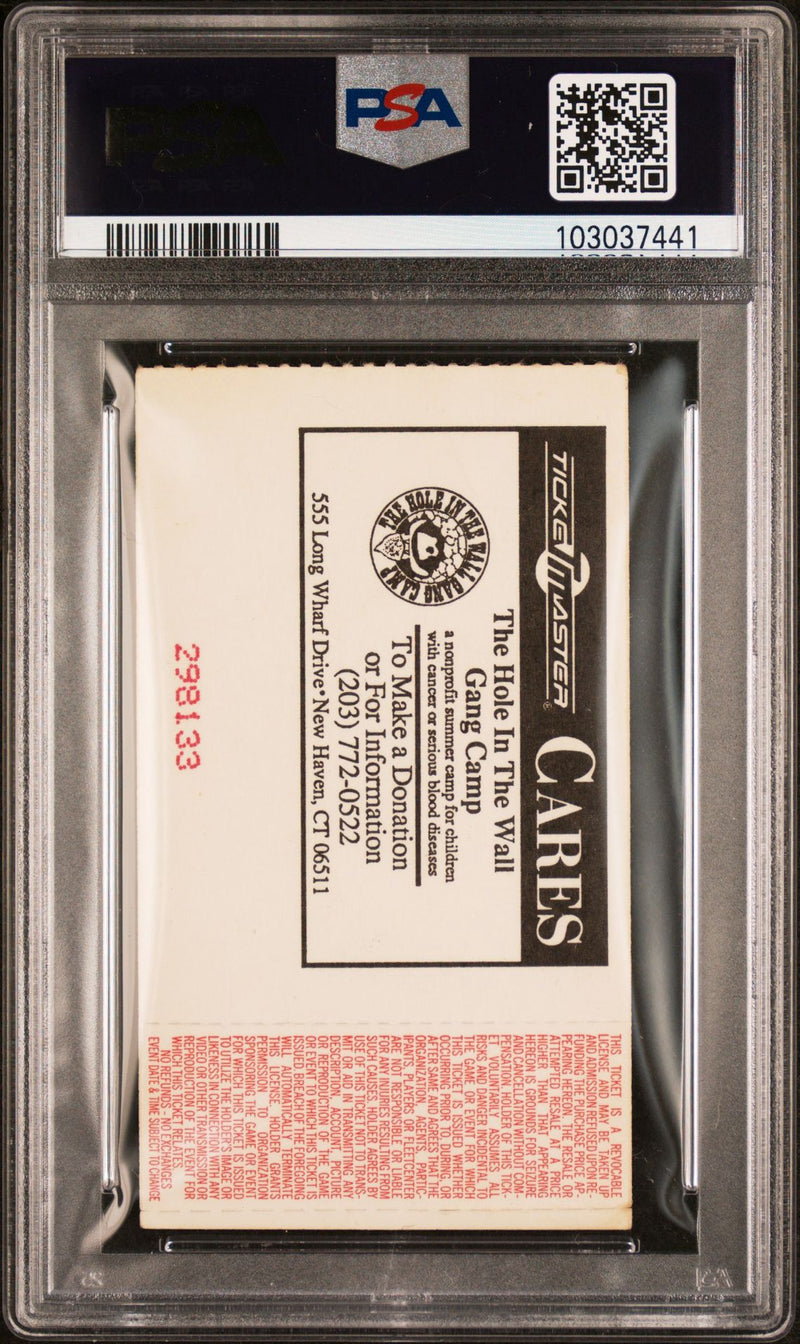 PSA
103037441
TICKETMASTER® CARES
THE HOLE IN THE WALL GANG CAMP
The Hole In The Wall
Gang Camp
a nonprofit summer camp for children
with cancer or serious blood diseases
To Make a Donation
or For Information
(203) 772-0522
555 Long Wharf Drive•New Haven, CT 06511
298133
THIS TICKET IS A REVOCABLE
LICENSE AND MAY BE TAKEN UP
AND ADMISSION REFUSED UPON RE-
FUNDING THE PURCHASE PRICE AP-
PEARING HEREON. THE RESALE OR
ATTEMPTED RESALE AT A PRICE
HIGHER THAN THAT APPEARING
HEREON IS GROUNDS FOR SEIZURE
AND CANCELLATION WITHOUT COM-
PENSATION. HOLDER OF THIS TICK-
ET VOLUNTARILY ASSUMES ALL
RISKS AND DANGER INCIDENTAL TO
THE GAME OR EVENT FOR WHICH
THIS TICKET IS ISSUED WHETHER
OCCURRING PRIOR TO, DURING, OR
AFTER SAME AND AGREES THAT THE
ORGANIZATION, OR EVENT, PARTIC-
IPANTS, PLAYERS, OR FLEETCENTER
ARE NOT RESPONSIBLE OR LIABLE
FOR ANY INJURIES RESULTING FROM
SUCH CAUSES. HOLDER AGREES BY
USE OF THIS TICKET NOT TO TRANS-
MIT OR AID IN TRANSMITTING ANY
DESCRIPTION, ACCOUNT, PICTURE
OR REPRODUCTION OF THE GAME
OR EVENT TO WHICH THIS TICKET IS
ISSUED. BREACH OF THE FOREGOING
WILL AUTOMATICALLY TERMINATE
THIS LICENSE. HOLDER GRANTS
PERMISSION TO ORGANIZATION
SPONSORING THE GAME OR EVENT
FOR WHICH THIS TICKET IS ISSUED
TO UTILIZE THE HOLDER'S IMAGE OR
LIKENESS IN CONNECTION WITH ANY
VIDEO OR OTHER TRANSMISSION OR
REPRODUCTION OF THE EVENT FOR
WHICH THIS TICKET RELATES.
NO REFUNDS - NO EXCHANGES
EVENT DATE & TIME SUBJECT TO CHANGE